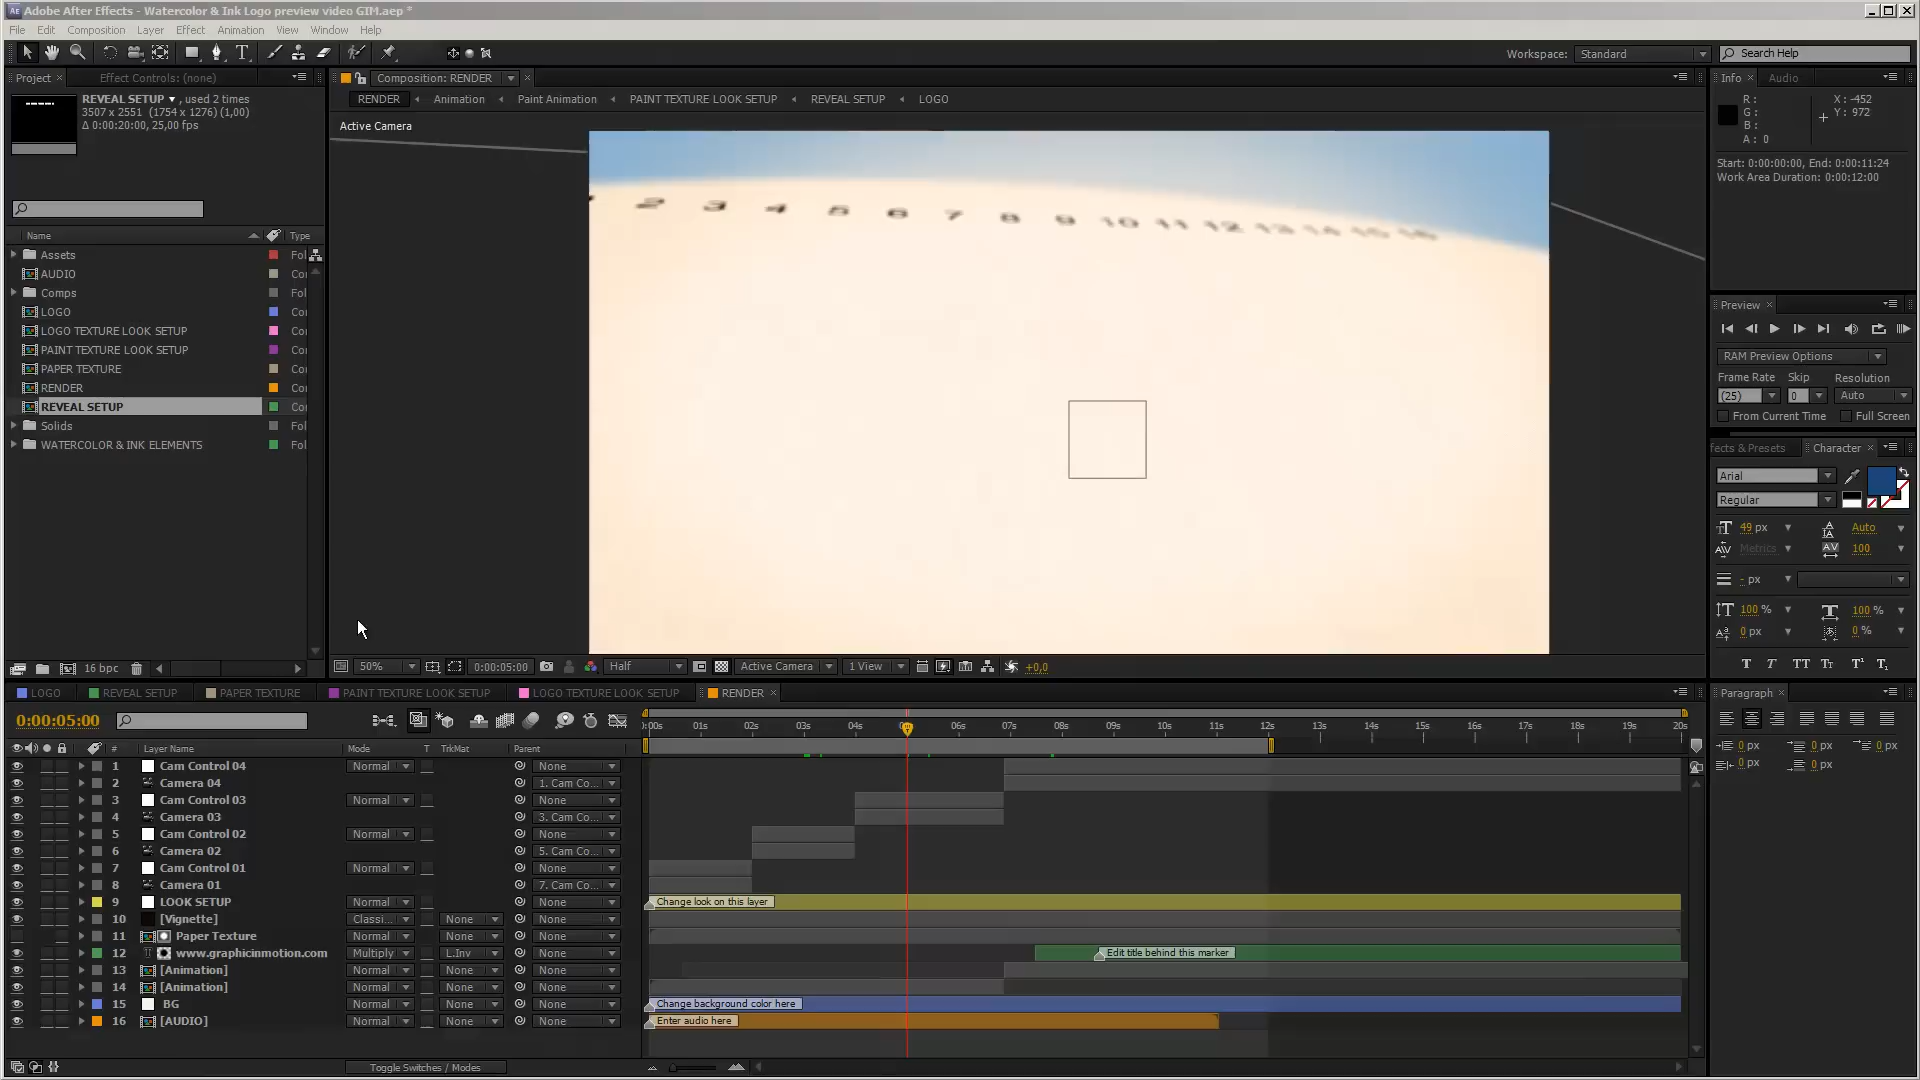 Adobe After Effects - Watercolor & Ink Logo preview video GIM.aep *
File Edit Composition Layer Effect Animation View Window Help
Workspace: Standard Search Help
Project Effect Controls: (none) Composition: RENDER Info Audio
REVEAL SETUP , used 2 times
3507 x 2551 (1754 x 1276) (1,00)
Δ 0:00:20:00, 25,00 fps
RENDER Animation Paint Animation PAINT TEXTURE LOOK SETUP REVEAL SETUP LOGO
Active Camera
R: X: -452
G: Y: 972
B:
A: 0
Start: 0:00:00:00, End: 0:00:11:24
Work Area Duration: 0:00:12:00
2 3 4 5 6 7 8 9 10 11 12 13 14 15 16
Name Type
Assets Fol
AUDIO Co
Comps Fol
LOGO Co
LOGO TEXTURE LOOK SETUP Co
PAINT TEXTURE LOOK SETUP Co
PAPER TEXTURE Co
RENDER Co
REVEAL SETUP Co
Solids Fol
WATERCOLOR & INK ELEMENTS Fol
Preview
RAM Preview Options
Frame Rate Skip Resolution
(25) 0 Auto
From Current Time Full Screen
fects & Presets Character
Arial
Regular
49 px Auto
Metrics 100
- px
100 % 100 %
0 px 0 %
T T TT Tt T¹ T₁
16 bpc
50% 0:00:05:00 Half Active Camera 1 View +0,0
LOGO REVEAL SETUP PAPER TEXTURE PAINT TEXTURE LOOK SETUP LOGO TEXTURE LOOK SETUP RENDER
Paragraph
0 px 0 px 0 px
0 px 0 px
0:00:05:00
:00s 01s 02s 03s 04s 06s 07s 08s 09s 10s 11s 12s 13s 14s 15s 16s 17s 18s 19s 20s
# Layer Name Mode T TrkMat Parent
1 Cam Control 04 Normal None
2 Camera 04 1. Cam Co...
3 Cam Control 03 Normal None
4 Camera 03 3. Cam Co...
5 Cam Control 02 Normal None
6 Camera 02 5. Cam Co...
7 Cam Control 01 Normal None
8 Camera 01 7. Cam Co...
9 LOOK SETUP Normal None Change look on this layer
10 [Vignette] Classi... None None
11 Paper Texture Normal None None
12 www.graphicinmotion.com Multiply L.Inv None Edit title behind this marker
13 [Animation] Normal None None
14 [Animation] Normal None None
15 BG Normal None None Change background color here
16 [AUDIO] Normal None None Enter audio here
Toggle Switches / Modes